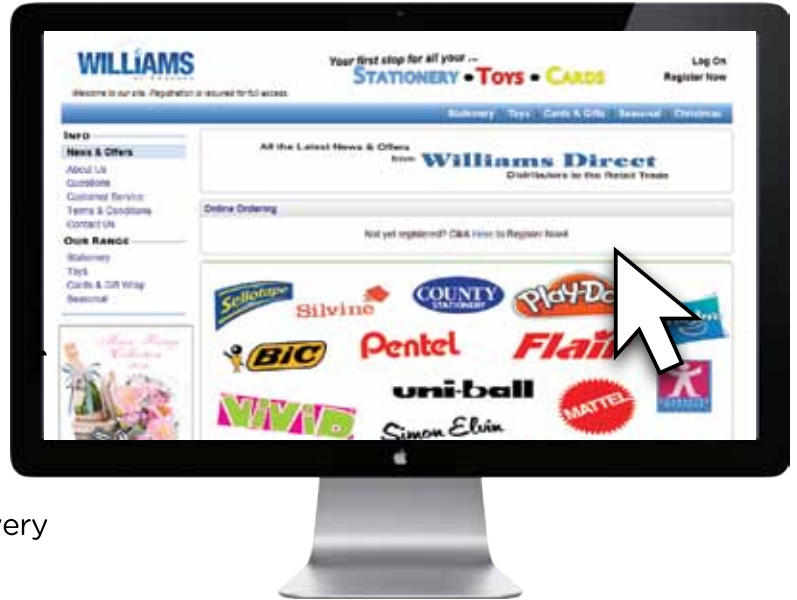 WILLIAMS
Your first stop for all your ...
STATIONERY • TOYS • CARDS
Log On
Register Now
Welcome to our site. Registration is required for full access.
Stationery Toys Cards & Gifts Seasonal Christmas
INFO
News & Offers
About Us
Questions
Customer Service
Terms & Conditions
Contact Us
OUR RANGE
Stationery
Toys
Cards & Gift Wrap
Seasonal
All the Latest News & Offers
from Williams Direct
Distributors to the Retail Trade
Online Ordering
Not yet registered? Click Here to Register Now!
Sellotape
Silvine
COUNTY
STATIONERY
Play-Do
BIC
Pentel
Flair
VIVID
uni-ball
Simon Elvin
MATTEL
very